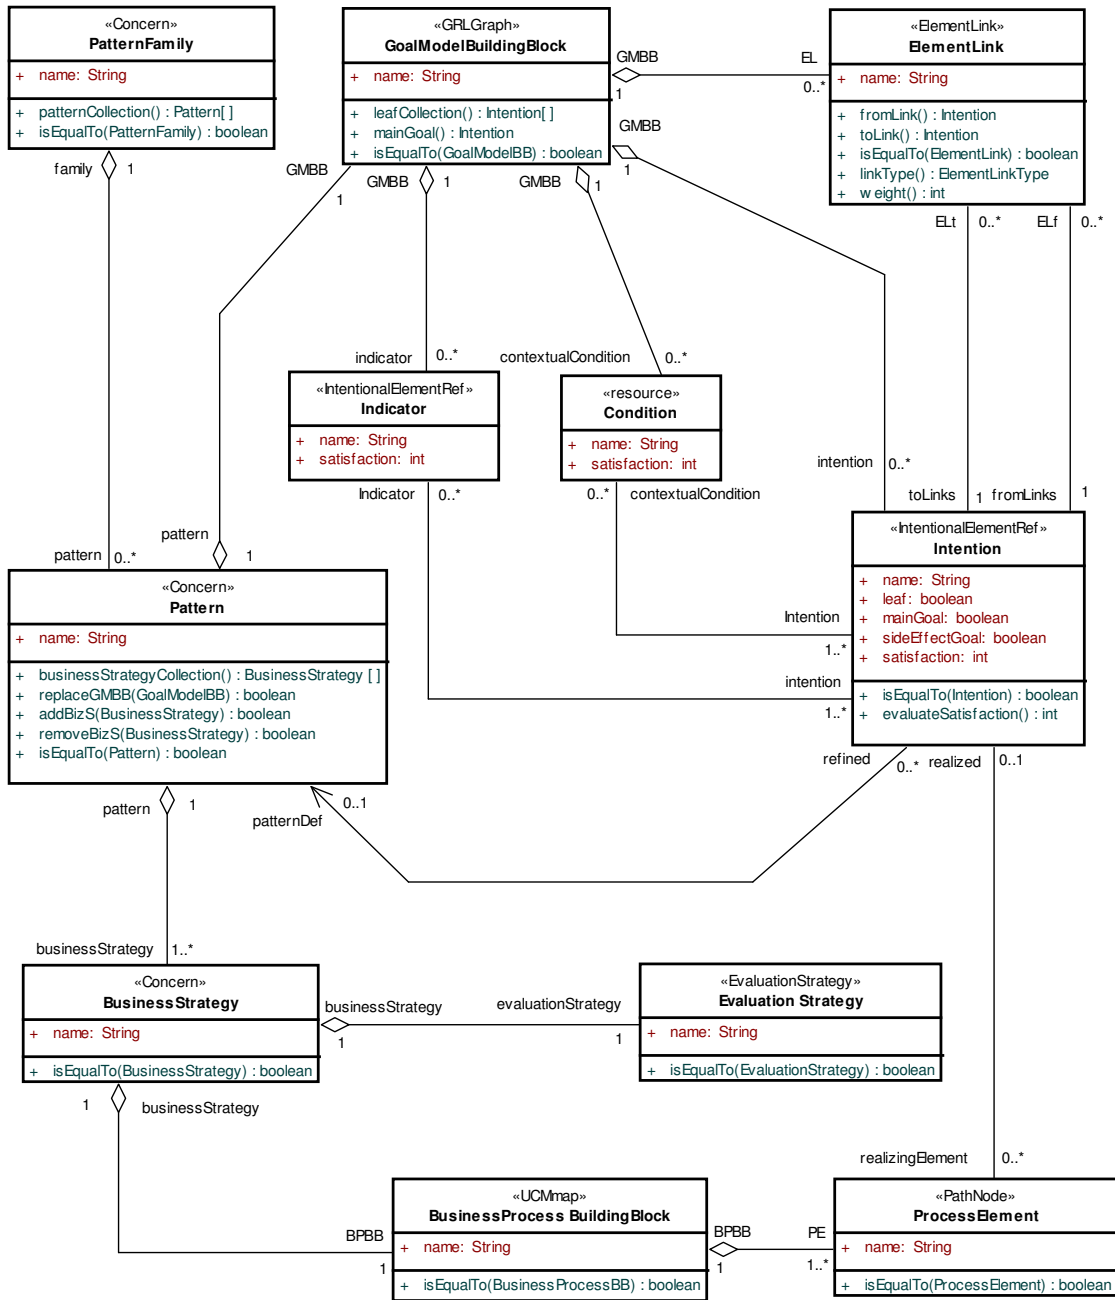 «Concern»
PatternFamily
+ name: String
+ patternCollection() : Pattern[ ]
+ isEqualTo(PatternFamily) : boolean
family 1
«GRLGraph»
GoalModelBuildingBlock
+ name: String
+ leafCollection() : Intention[ ]
+ mainGoal() : Intention
+ isEqualTo(GoalModelBB) : boolean
GMBB
1
EL
0..*
«ElementLink»
ElementLink
+ name: String
+ fromLink() : Intention
+ toLink() : Intention
+ isEqualTo(ElementLink) : boolean
+ linkType() : ElementLinkType
+ weight() : int
GMBB
1
GMBB
1
GMBB 1
GMBB 1
ELt 0..*
ELf 0..*
indicator 0..*
contextualCondition 0..*
«IntentionalElementRef»
Indicator
+ name: String
+ satisfaction: int
«resource»
Condition
+ name: String
+ satisfaction: int
Indicator 0..*
0..* contextualCondition
intention 0..*
toLinks 1
fromLinks 1
«IntentionalElementRef»
Intention
+ name: String
+ leaf: boolean
+ mainGoal: boolean
+ sideEffectGoal: boolean
+ satisfaction: int
+ isEqualTo(Intention) : boolean
+ evaluateSatisfaction() : int
Intention
1..*
intention
1..*
pattern 1
pattern 0..*
«Concern»
Pattern
+ name: String
+ businessStrategyCollection() : BusinessStrategy [ ]
+ replaceGMBB(GoalModelBB) : boolean
+ addBizS(BusinessStrategy) : boolean
+ removeBizS(BusinessStrategy) : boolean
+ isEqualTo(Pattern) : boolean
pattern 1
patternDef 0..1
refined 0..*
realized 0..1
businessStrategy 1..*
«Concern»
BusinessStrategy
+ name: String
+ isEqualTo(BusinessStrategy) : boolean
businessStrategy
1
evaluationStrategy
1
«EvaluationStrategy»
Evaluation Strategy
+ name: String
+ isEqualTo(EvaluationStrategy) : boolean
1 businessStrategy
realizingElement 0..*
BPBB
1
«UCMmap»
BusinessProcess BuildingBlock
+ name: String
+ isEqualTo(BusinessProcessBB) : boolean
BPBB
1
PE
1..*
«PathNode»
ProcessElement
+ name: String
+ isEqualTo(ProcessElement) : boolean